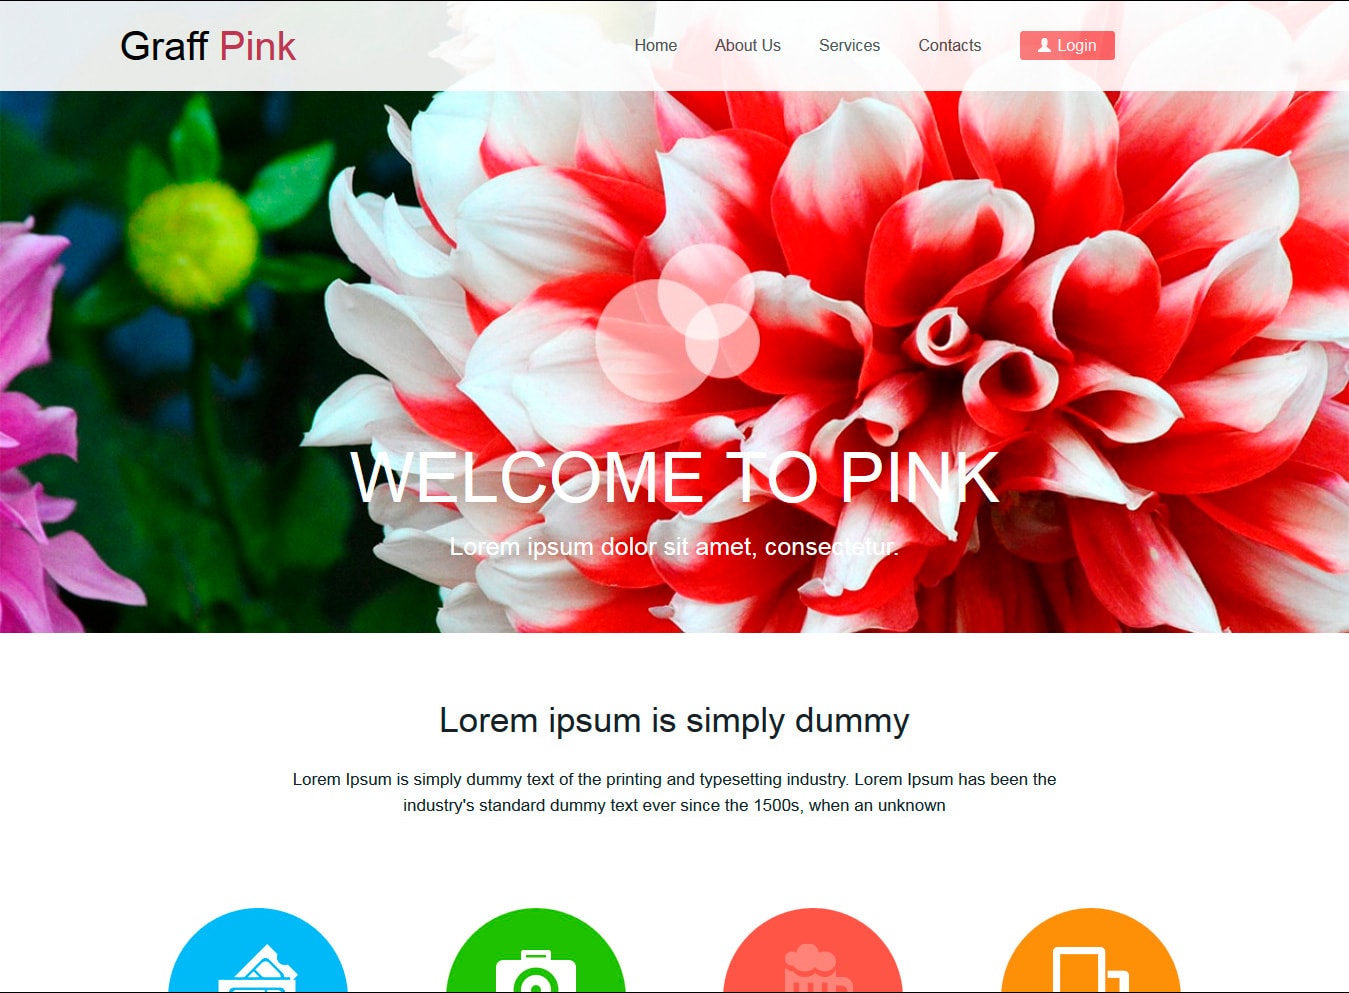 Graff Pink
Home About Us Services Contacts Login
WELCOME TO PINK
Lorem ipsum dolor sit amet, consectetur.
Lorem ipsum is simply dummy
Lorem Ipsum is simply dummy text of the printing and typesetting industry. Lorem Ipsum has been the
industry's standard dummy text ever since the 1500s, when an unknown